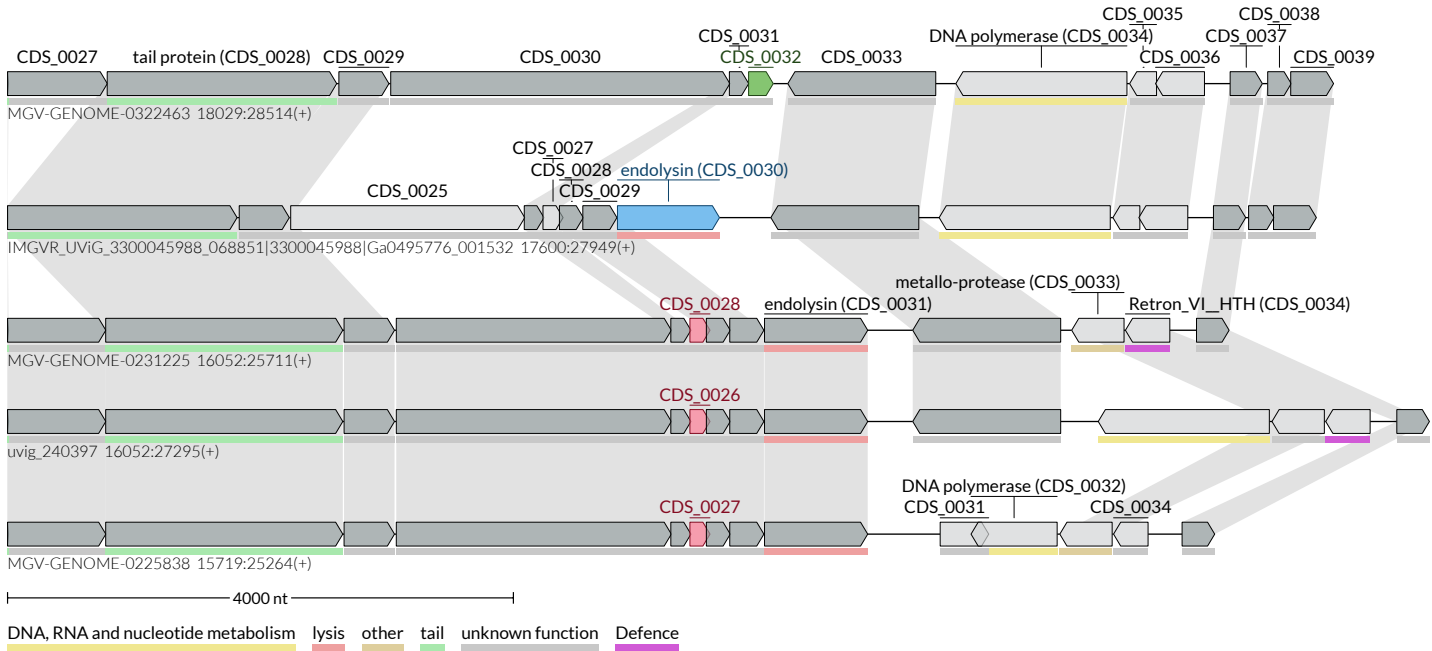 CDS_0035 CDS_0038
CDS_0031 DNA polymerase (CDS_0034) CDS_0037
CDS_0027 tail protein (CDS_0028) CDS_0029 CDS_0030 CDS_0032 CDS_0033 CDS_0036 CDS_0039
MGV-GENOME-0322463 18029:28514(+)
CDS_0027
CDS_0028 endolysin (CDS_0030)
CDS_0025 CDS_0029
IMGVR_UViG_3300045988_068851|3300045988|Ga0495776_001532 17600:27949(+)
metallo-protease (CDS_0033)
CDS_0028 endolysin (CDS_0031) Retron_VI__HTH (CDS_0034)
MGV-GENOME-0231225 16052:25711(+)
CDS_0026
uvig_240397 16052:27295(+)
DNA polymerase (CDS_0032)
CDS_0027 CDS_0031 CDS_0034
MGV-GENOME-0225838 15719:25264(+)
4000 nt
DNA, RNA and nucleotide metabolism lysis other tail unknown function Defence